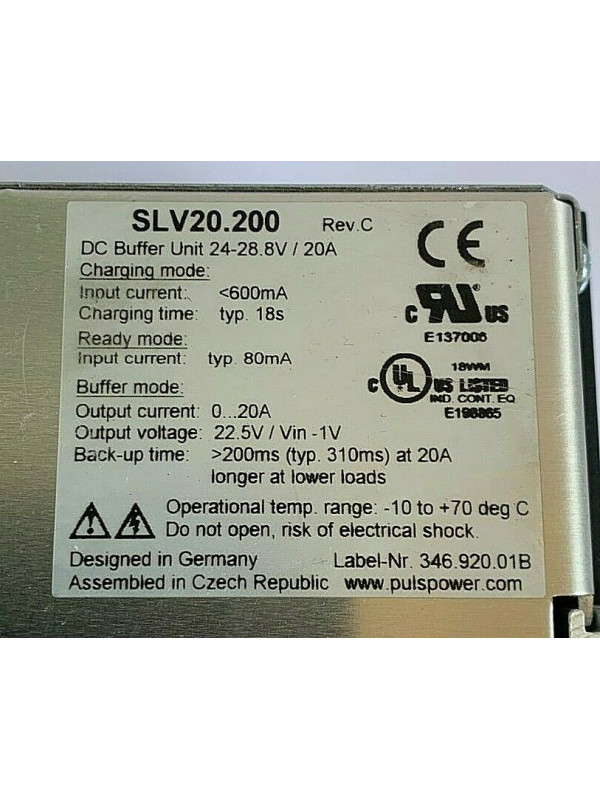 SLV20.200 Rev.C
DC Buffer Unit 24-28.8V / 20A
Charging mode:
Input current: <600mA
Charging time: typ. 18s
Ready mode:
Input current: typ. 80mA
Buffer mode:
Output current: 0...20A
Output voltage: 22.5V / Vin -1V
Back-up time: >200ms (typ. 310ms) at 20A
longer at lower loads
CE
c RU US
E137006
18WM
c UL US LISTED
IND. CONT. EQ
E198865
Operational temp. range: -10 to +70 deg C
Do not open, risk of electrical shock.
Designed in Germany Label-Nr. 346.920.01B
Assembled in Czech Republic www.pulspower.com